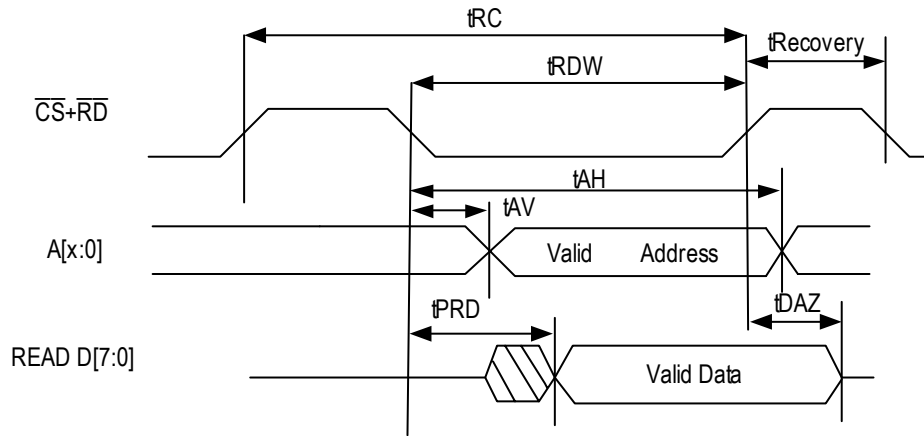 tRC
tRecovery
tRDW
CS+RD
tAH
tAV
A[x:0]
Valid Address
tDAZ
tPRD
READ D[7:0]
Valid Data